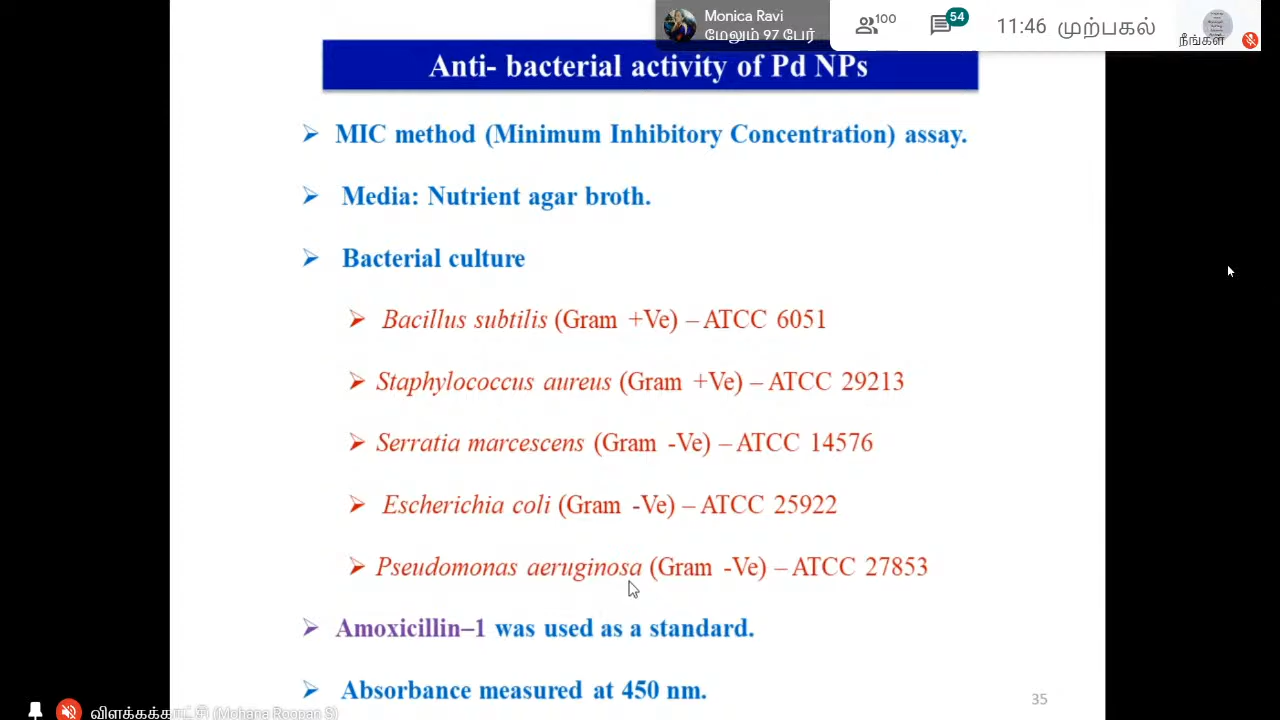 Monica Ravi
மேலும் 97 பேர்
100
54
11:46 முற்பகல்
நீங்கள்
Anti- bacterial activity of Pd NPs
MIC method (Minimum Inhibitory Concentration) assay.
Media: Nutrient agar broth.
Bacterial culture
Bacillus subtilis (Gram +Ve) – ATCC 6051
Staphylococcus aureus (Gram +Ve) – ATCC 29213
Serratia marcescens (Gram -Ve) – ATCC 14576
Escherichia coli (Gram -Ve) – ATCC 25922
Pseudomonas aeruginosa (Gram -Ve) – ATCC 27853
Amoxicillin–1 was used as a standard.
Absorbance measured at 450 nm.
35
விளக்கக்காட்சி (Mohana Roopan S)